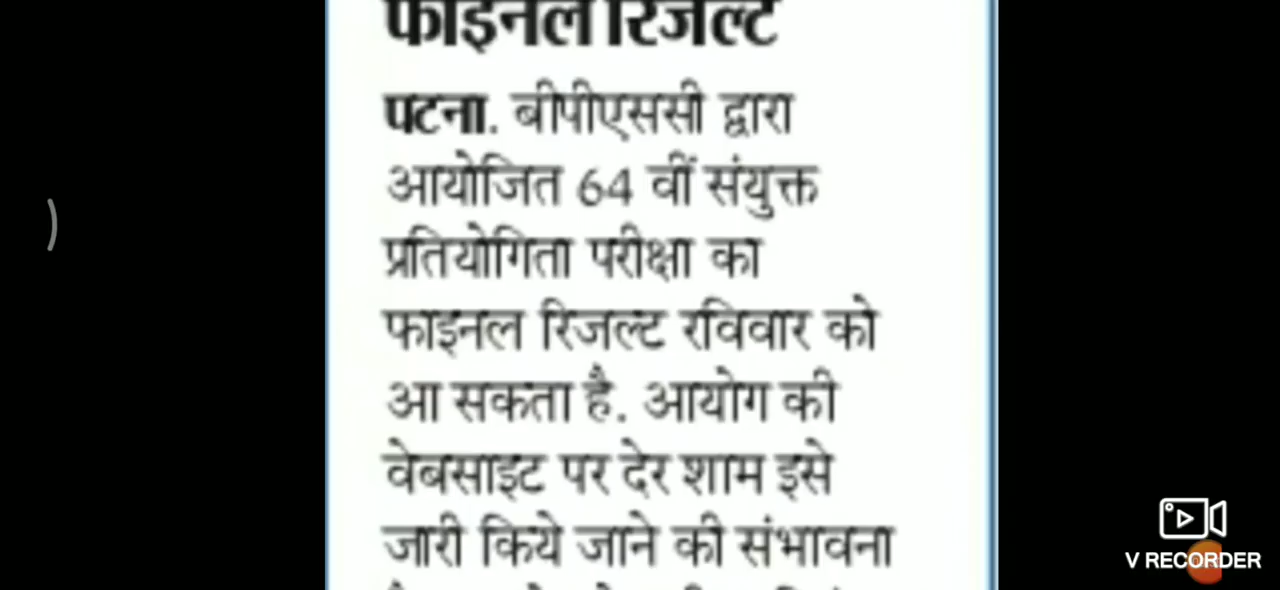 फाइनल रिजल्ट
पटना. बीपीएससी द्वारा
आयोजित 64 वीं संयुक्त
प्रतियोगिता परीक्षा का
फाइनल रिजल्ट रविवार को
आ सकता है. आयोग की
वेबसाइट पर देर शाम इसे
जारी किये जाने की संभावना
V RECORDER